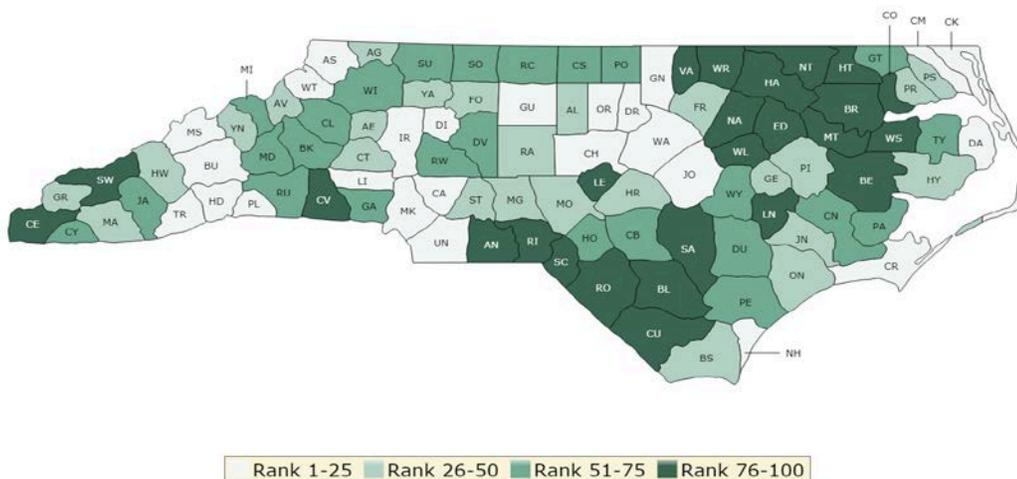 CO CM CK
MI
AS AG SU SO RC CS PO GN VA WR NT HT GT PS
WT AV WI YA FO GU AL OR DR FR HA PR
MS YN CL AE IR DI NA ED BR
BU MD BK CT RW DV RA CH WA WL MT WS TY DA
SW HW LI LE JO GE PI BE
GR JA HD PL RU CV GA CA ST MG MO HR WY LN HY
CE CY MA TR MK CN PA
UN AN RI HO CB SA DU JN
SC ON CR
RO BL PE
CU
BS NH
Rank 1-25 Rank 26-50 Rank 51-75 Rank 76-100